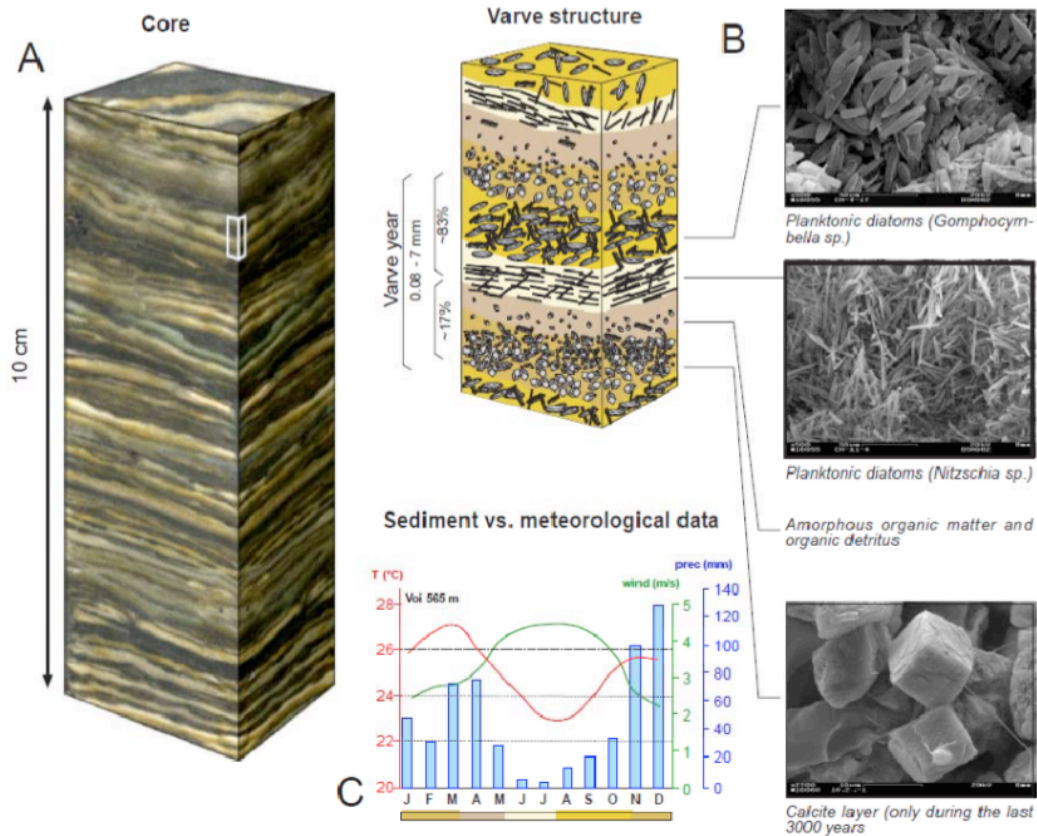 Core
Varve structure
A
B
10 cm
Varve year
0.08 - 7 mm
~83%
~17%
Planktonic diatoms (Gomphocym-
bella sp.)
Planktonic diatoms (Nitzschia sp.)
Amorphous organic matter and
organic detritus
Calcite layer (only during the last
3000 years
Sediment vs. meteorological data
T (°C)
wind (m/s)
prec (mm)
Voi 565 m
28
26
24
22
20
5
4
3
2
1
0
140
120
100
80
60
40
20
0
C
J F M A M J J A S O N D